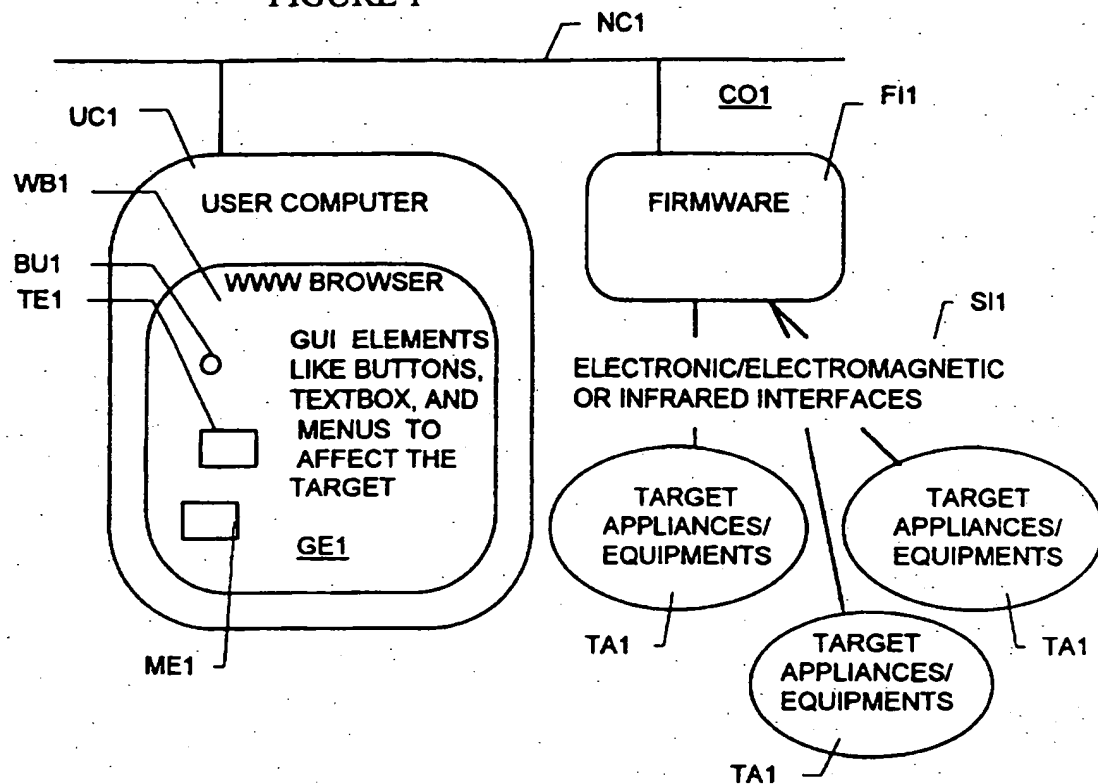 FIGURE 1
NC1
CO1
FI1
UC1
WB1
USER COMPUTER
FIRMWARE
BU1
WWW BROWSER
TE1
SI1
GUI ELEMENTS
LIKE BUTTONS,
TEXTBOX, AND
MENUS TO
AFFECT THE
TARGET
ELECTRONIC/ELECTROMAGNETIC
OR INFRARED INTERFACES
TARGET
APPLIANCES/
EQUIPMENTS
TARGET
APPLIANCES/
EQUIPMENTS
GE1
TA1
TARGET
APPLIANCES/
EQUIPMENTS
TA1
ME1
TA1